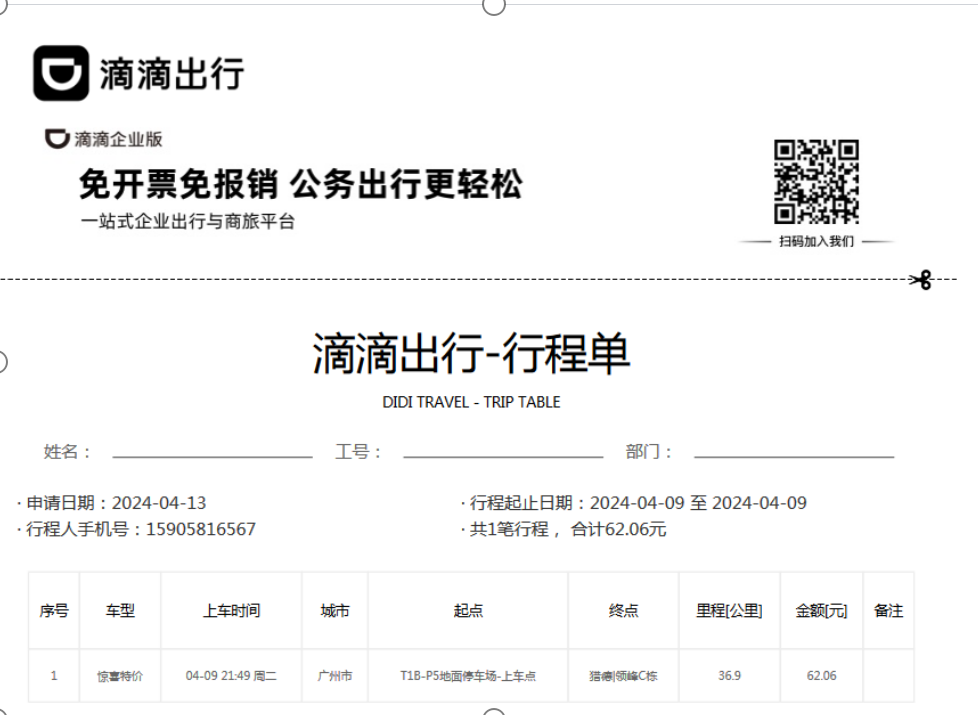 滴滴出行
滴滴企业版
免开票免报销 公务出行更轻松
一站式企业出行与商旅平台
扫码加入我们
滴滴出行-行程单
DIDI TRAVEL - TRIP TABLE
姓名： 工号： 部门：
·申请日期：2024-04-13 ·行程起止日期：2024-04-09 至 2024-04-09
·行程人手机号：15905816567 ·共1笔行程， 合计62.06元
序号 车型 上车时间 城市 起点 终点 里程[公里] 金额[元] 备注
1 惊喜特价 04-09 21:49 周二 广州市 T1B-P5地面停车场-上车点 猎德|领峰C栋 36.9 62.06